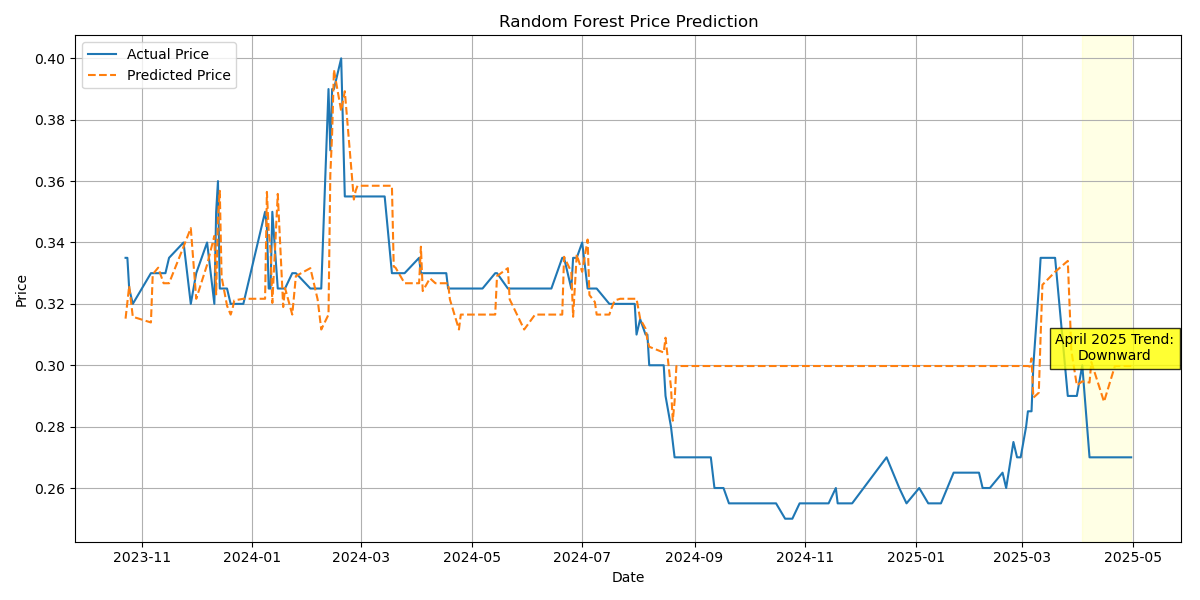 Random Forest Price Prediction
Actual Price
Predicted Price
Price
0.40
0.38
0.36
0.34
0.32
0.30
0.28
0.26
April 2025 Trend:
Downward
2023-11 2024-01 2024-03 2024-05 2024-07 2024-09 2024-11 2025-01 2025-03 2025-05
Date